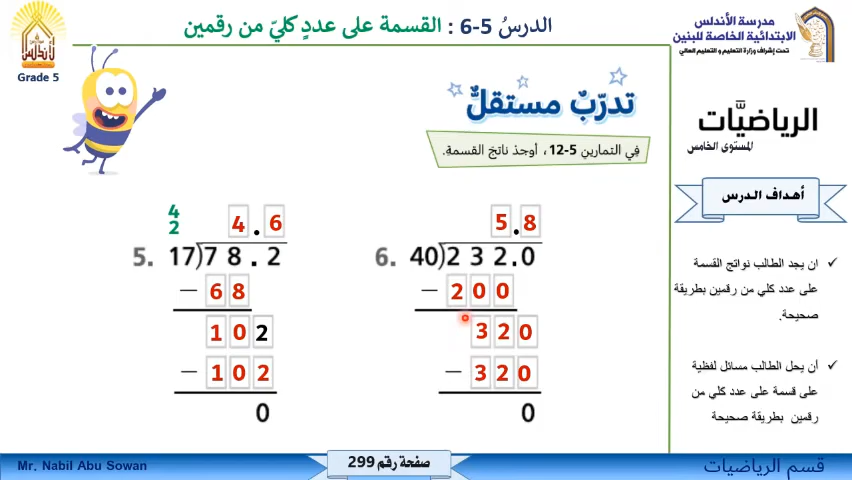 مدرسة الأندلس
الابتدائية الخاصة للبنين
تحت إشراف وزارة التعليم و التعليم العالي
الدرسُ 5-6 : القسمة على عددٍ كليّ من رقمين
الأندلس
Grade 5
تدرّبٌ مستقلٌّ
في التمارين 5-12 ، أوجدْ ناتجَ القسمةِ.
الرياضيَّات
المستوى الخامس
أهداف الدرس
✓ ان يجد الطالب نواتج القسمة
على عدد كلي من رقمين بطريقة
صحيحة.
✓ أن يحل الطالب مسائل لفظية
على قسمة على عدد كلي من
رقمين بطريقة صحيحة
4
2
4 . 6
5. 17)78.2
− 68
102
− 102
0
5.8
6. 40)232.0
− 200
320
− 320
0
Mr. Nabil Abu Sowan
صفحة رقم 299
قسم الرياضيات